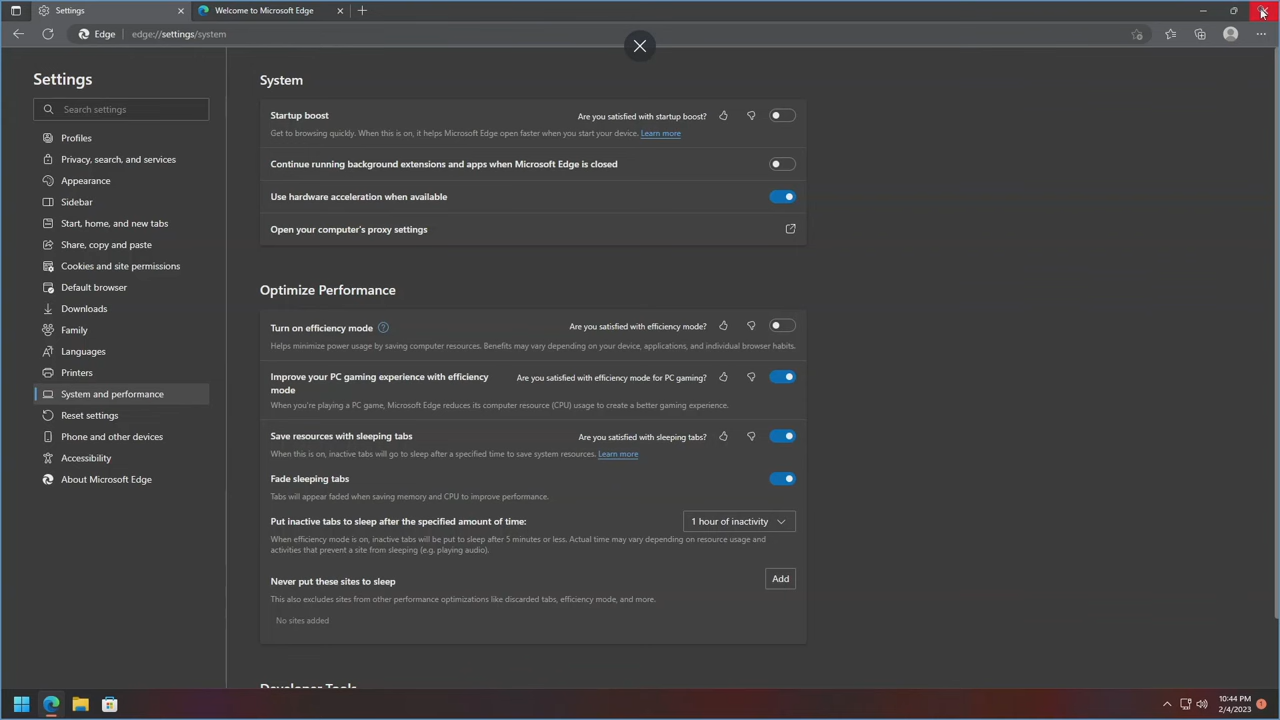 Settings
Welcome to Microsoft Edge
Edge
edge://settings/system
Settings
Search settings
Profiles
Privacy, search, and services
Appearance
Sidebar
Start, home, and new tabs
Share, copy and paste
Cookies and site permissions
Default browser
Downloads
Family
Languages
Printers
System and performance
Reset settings
Phone and other devices
Accessibility
About Microsoft Edge
System
Startup boost
Are you satisfied with startup boost?
Get to browsing quickly. When this is on, it helps Microsoft Edge open faster when you start your device. Learn more
Continue running background extensions and apps when Microsoft Edge is closed
Use hardware acceleration when available
Open your computer's proxy settings
Optimize Performance
Turn on efficiency mode
Are you satisfied with efficiency mode?
Helps minimize power usage by saving computer resources. Benefits may vary depending on your device, applications, and individual browser habits.
Improve your PC gaming experience with efficiency
mode
Are you satisfied with efficiency mode for PC gaming?
When you're playing a PC game, Microsoft Edge reduces its computer resource (CPU) usage to create a better gaming experience.
Save resources with sleeping tabs
Are you satisfied with sleeping tabs?
When this is on, inactive tabs will go to sleep after a specified time to save system resources. Learn more
Fade sleeping tabs
Tabs will appear faded when saving memory and CPU to improve performance.
Put inactive tabs to sleep after the specified amount of time:
1 hour of inactivity
When efficiency mode is on, inactive tabs will be put to sleep after 5 minutes or less. Actual time may vary depending on resource usage and
activities that prevent a site from sleeping (e.g. playing audio).
Never put these sites to sleep
Add
This also excludes sites from other performance optimizations like discarded tabs, efficiency mode, and more.
No sites added
Developer Tools
10:44 PM
2/4/2023
1